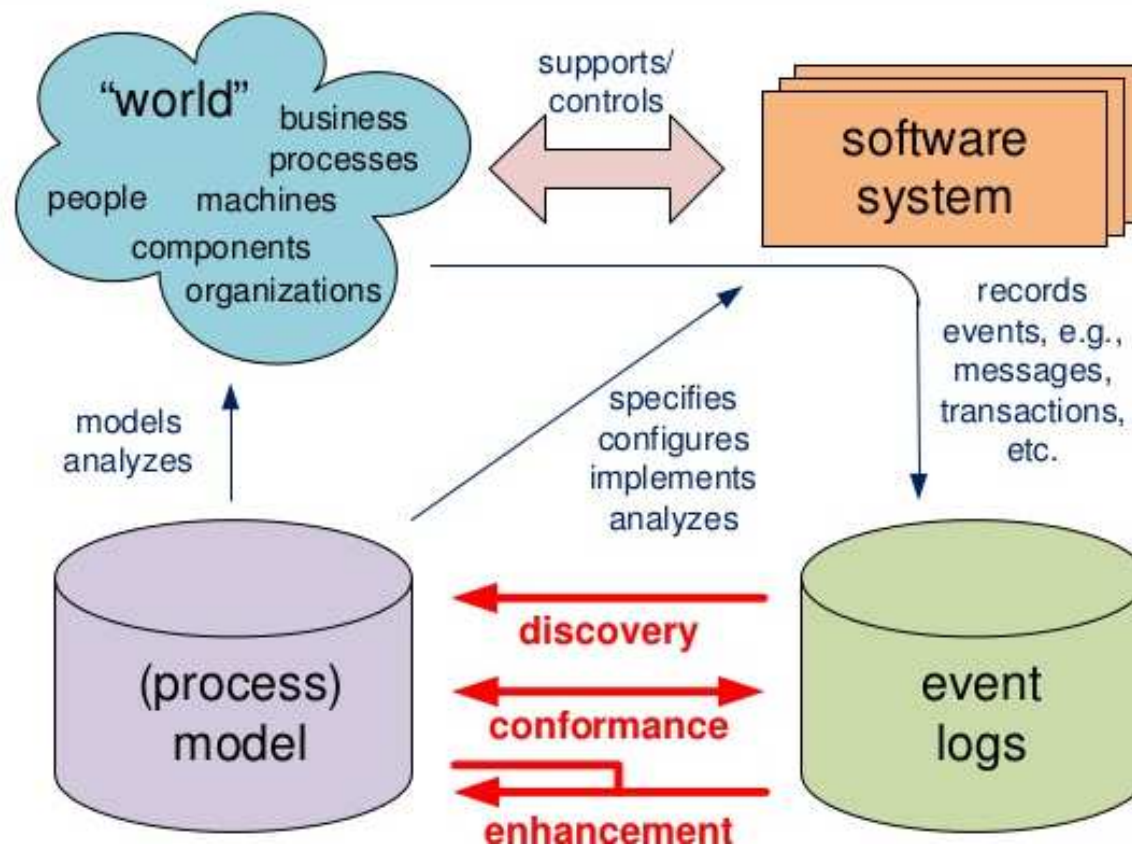 “world”
business
processes
people
machines
components
organizations
supports/
controls
software
system
records
events, e.g.,
messages,
transactions,
etc.
models
analyzes
specifies
configures
implements
analyzes
(process)
model
discovery
conformance
enhancement
event
logs